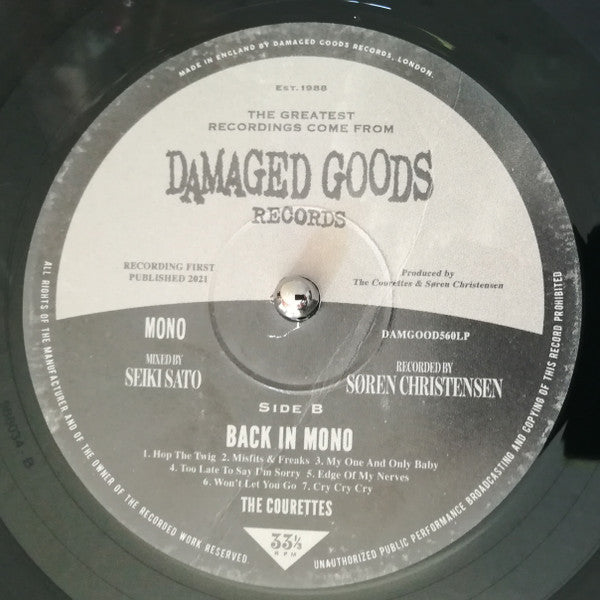 MADE IN ENGLAND BY DAMAGED GOODS RECORDS, LONDON.
EST. 1988
THE GREATEST
RECORDINGS COME FROM
DAMAGED GOODS
RECORDS
RECORDING FIRST
PUBLISHED 2021
Produced by
The Courettes & Søren Christensen
MONO
DAMGOOD560LP
MIXED BY
SEIKI SATO
RECORDED BY
SØREN CHRISTENSEN
SIDE B
BACK IN MONO
1. Hop The Twig 2. Misfits & Freaks 3. My One And Only Baby
4. Too Late To Say I'm Sorry 5. Edge Of My Nerves
6. Won't Let You Go 7. Cry Cry Cry
THE COURETTES
33⅓
RPM
ALL RIGHTS OF THE MANUFACTURER AND OF THE OWNER OF THE RECORDED WORK RESERVED.
UNAUTHORIZED PUBLIC PERFORMANCE BROADCASTING AND COPYING OF THIS RECORD PROHIBITED